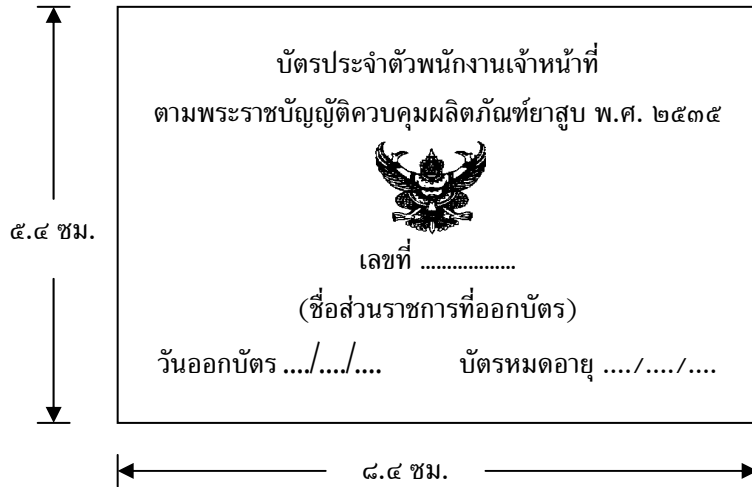 บัตรประจำตัวพนักงานเจ้าหน้าที่
ตามพระราชบัญญัติควบคุมผลิตภัณฑ์ยาสูบ พ.ศ. ๒๕๓๕
๕.๔ ซม.
เลขที่ ..................
(ชื่อส่วนราชการที่ออกบัตร)
วันออกบัตร ..../..../.... บัตรหมดอายุ ..../..../....
๘.๔ ซม.